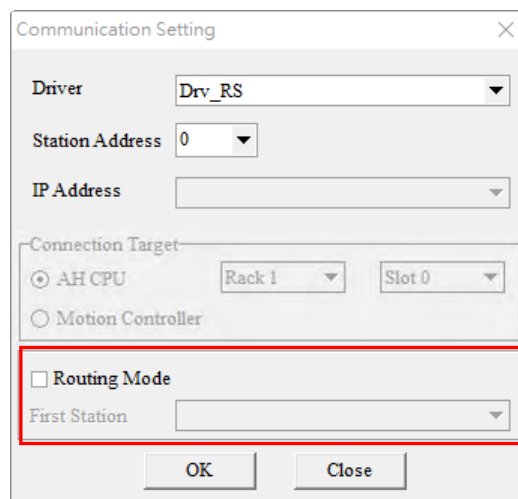 Communication Setting
Driver Drv_RS
Station Address 0
IP Address
Connection Target
AH CPU Rack 1 Slot 0
Motion Controller
Routing Mode
First Station
OK Close